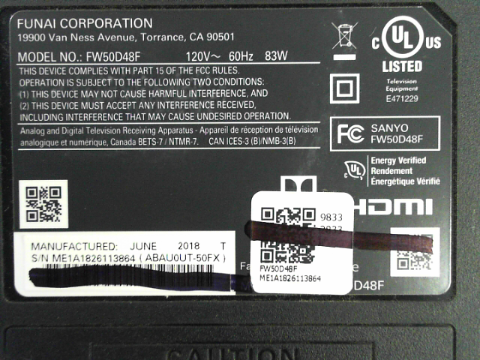 FUNAI CORPORATION
19900 Van Ness Avenue, Torrance, CA 90501
MODEL NO.: FW50D48F 120V~ 60Hz 83W
THIS DEVICE COMPLIES WITH PART 15 OF THE FCC RULES.
OPERATION IS SUBJECT TO THE FOLLOWING TWO CONDITIONS:
(1) THIS DEVICE MAY NOT CAUSE HARMFUL INTERFERENCE, AND
(2) THIS DEVICE MUST ACCEPT ANY INTERFERENCE RECEIVED,
INCLUDING INTERFERENCE THAT MAY CAUSE UNDESIRED OPERATION.
Analog and Digital Television Receiving Apparatus - Appareil de réception de télévision
analogique et numérique, Canada BETS-7 / NTMR-7. CAN ICES-3 (B)/NMB-3(B)
C UL US
LISTED
Television
Equipment
E471229
FC SANYO
FW50D48F
UL
Energy Verified
Rendement
Énergétique Vérifié
HDMI
MANUFACTURED: JUNE 2018 T
S/N ME1A1826113864 ( ABAU0UT-50FX )
9833
FW50D48F
ME1A1826113864
CAUTION